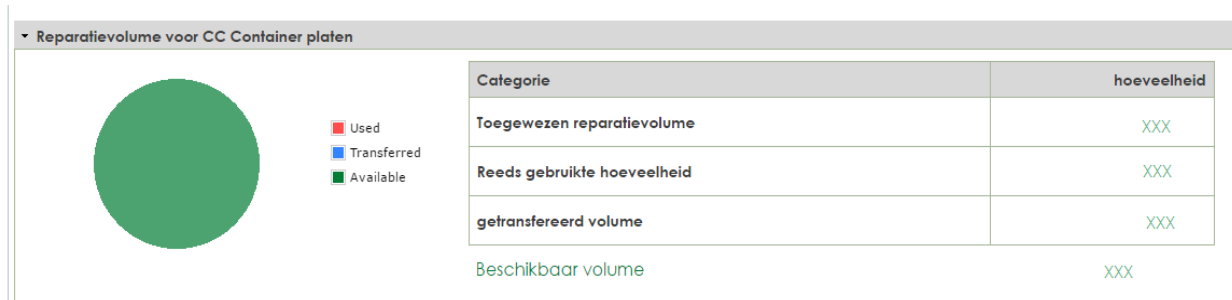 Reparatievolume voor CC Container platen
Used
Transferred
Available
Categorie hoeveelheid
Toegewezen reparatievolume XXX
Reeds gebruikte hoeveelheid XXX
getransfereerd volume XXX
Beschikbaar volume XXX